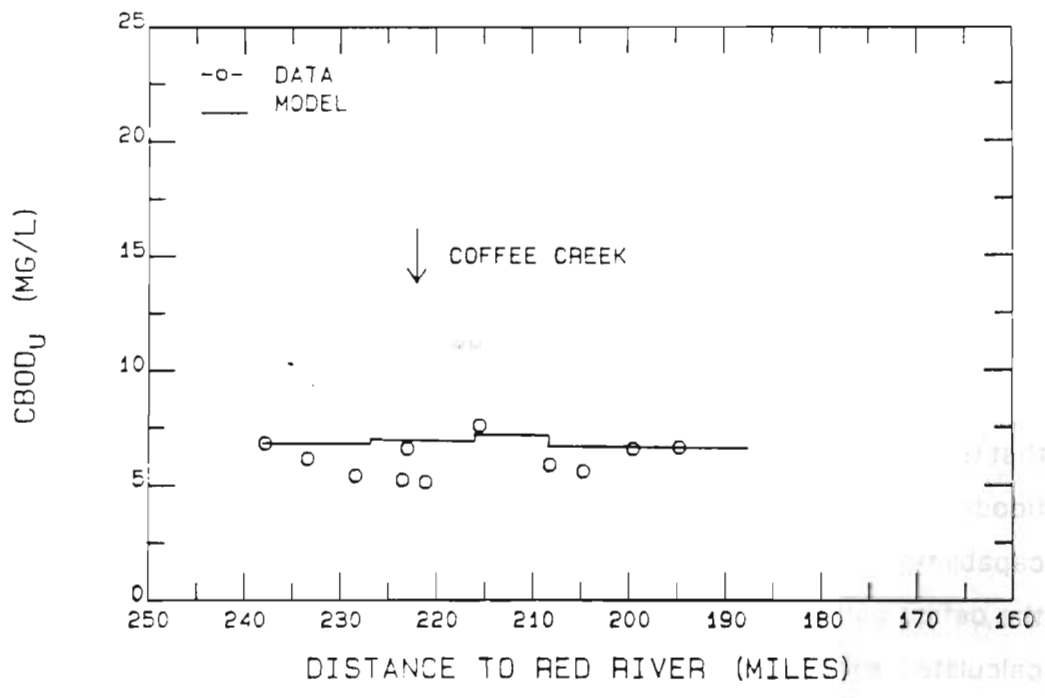 25
20
15
10
5
0
CBODU (MG/L)
-o- DATA
MODEL
COFFEE CREEK
250 240 230 220 210 200 190 180 170 160
DISTANCE TO RED RIVER (MILES)